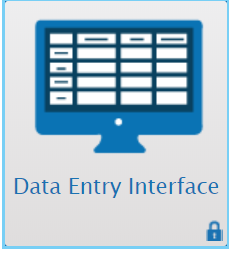 Data Entry Interface